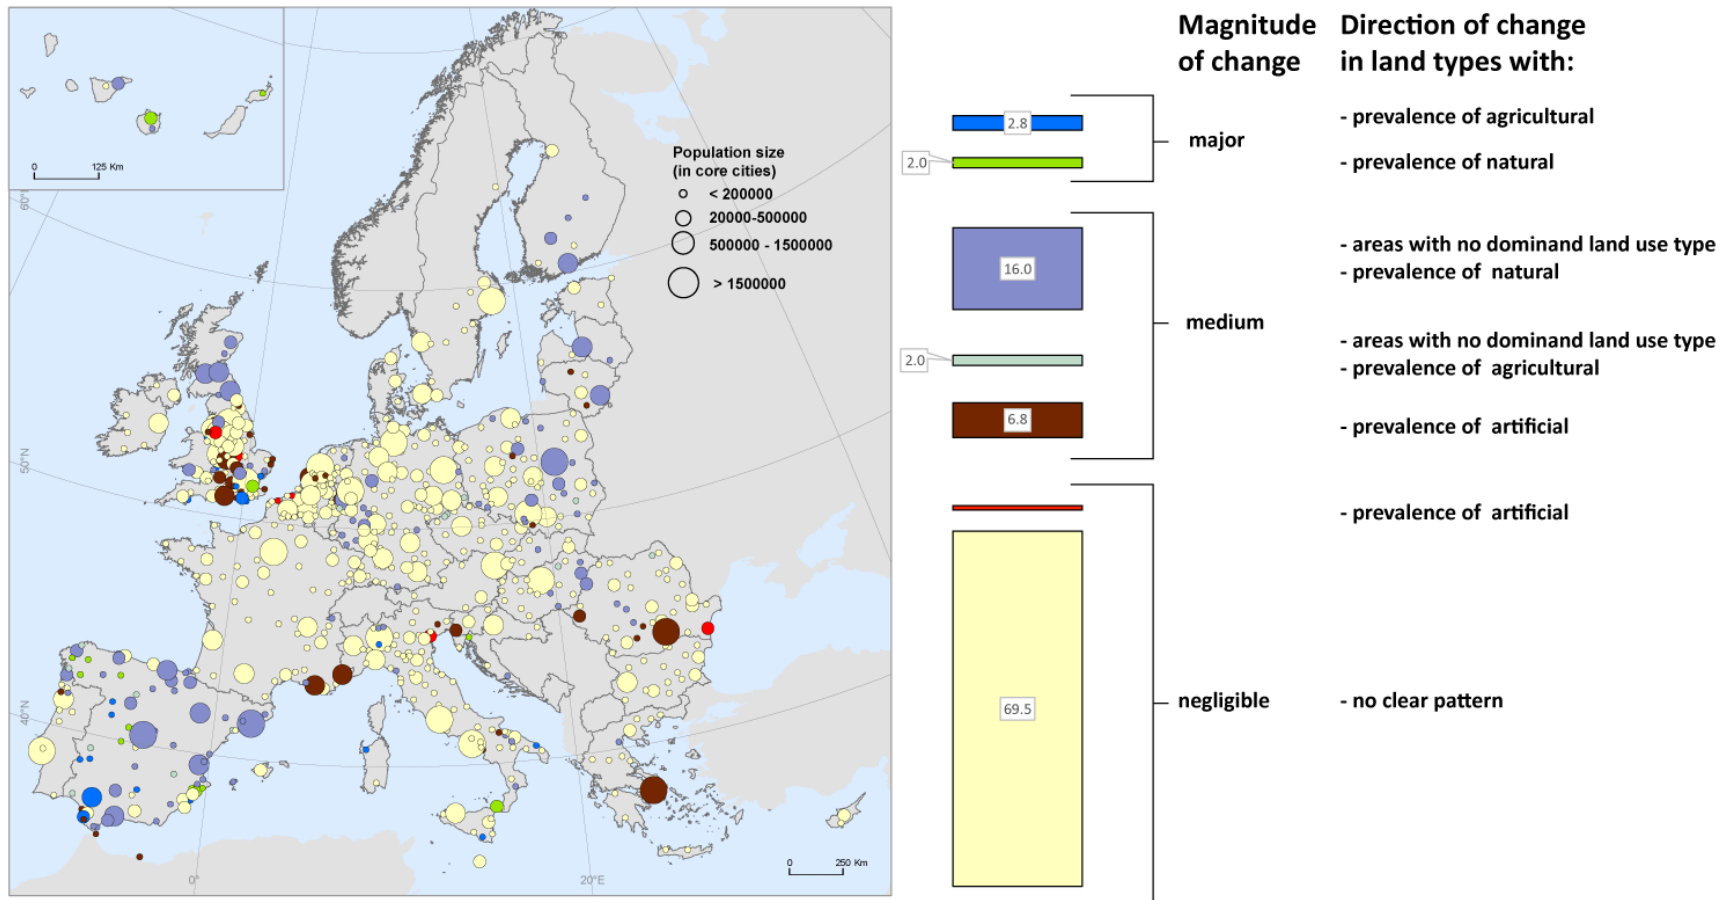 0
125 Km
60°
50°N
40°N
0°
20°E
Population size
(in core cities)
< 200000
20000-500000
500000 - 1500000
> 1500000
0
250 Km
Magnitude
of change
Direction of change
in land types with:
2.8
2.0
major
- prevalence of agricultural
- prevalence of natural
16.0
2.0
6.8
medium
- areas with no dominand land use type
- prevalence of natural
- areas with no dominand land use type
- prevalence of agricultural
- prevalence of artificial
69.5
negligible
- prevalence of artificial
- no clear pattern